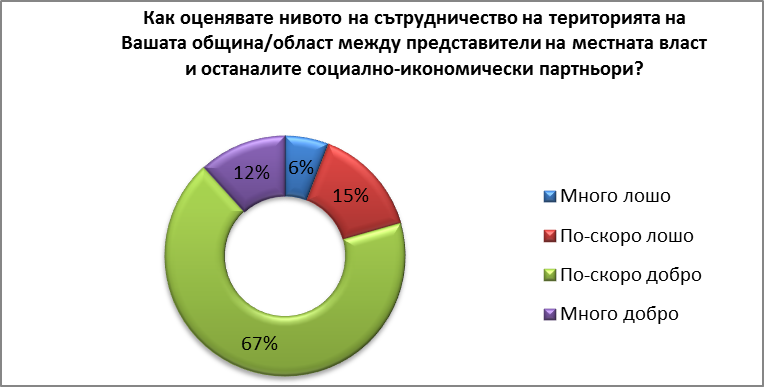 Как оценявате нивото на сътрудничество на територията на
Вашата община/област между представители на местната власт
и останалите социално-икономически партньори?
12%
6%
15%
67%
Много лошо
По-скоро лошо
По-скоро добро
Много добро